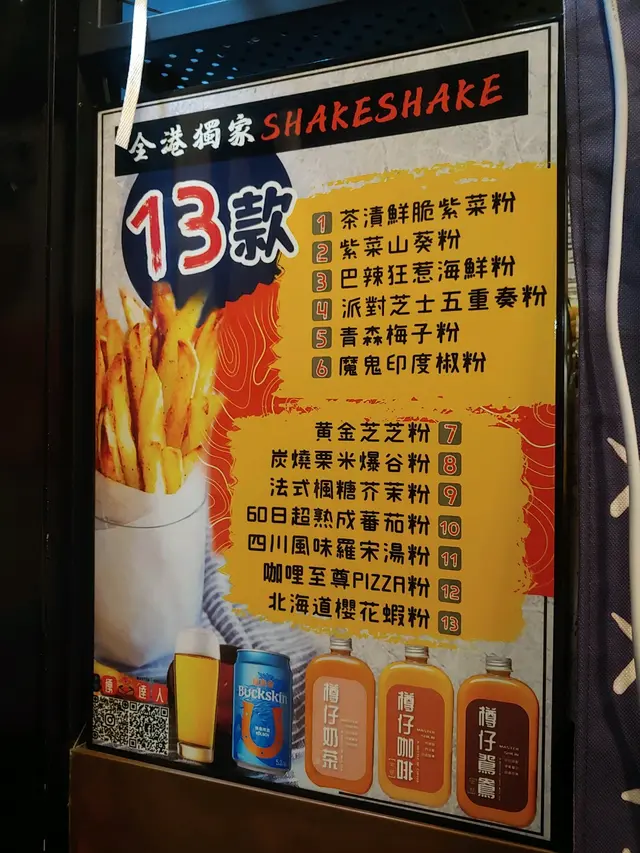 全港獨家SHAKESHAKE
13款
1 茶漬鮮脆紫菜粉
2 紫菜山葵粉
3 巴辣狂惹海鮮粉
4 派對芝士五重奏粉
5 青森梅子粉
6 魔鬼印度椒粉
黃金芝芝粉 7
炭燒栗米爆谷粉 8
法式楓糖芥茉粉 9
60日超熟成蕃茄粉 10
四川風味羅宋湯粉 11
咖哩至尊PIZZA粉 12
北海道櫻花蝦粉 13
達人
Buckskin
樽仔奶茶
樽仔咖啡
樽仔鴛鴦